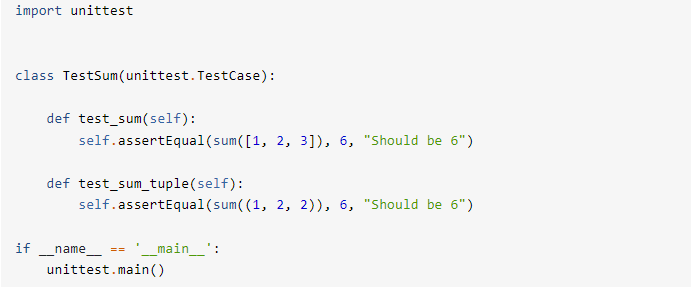 import unittest
class TestSum(unittest.TestCase):
def test_sum(self):
self.assertEqual(sum([1, 2, 3]), 6, "Should be 6")
def test_sum_tuple(self):
self.assertEqual(sum((1, 2, 2)), 6, "Should be 6")
if __name__ == '__main__':
unittest.main()